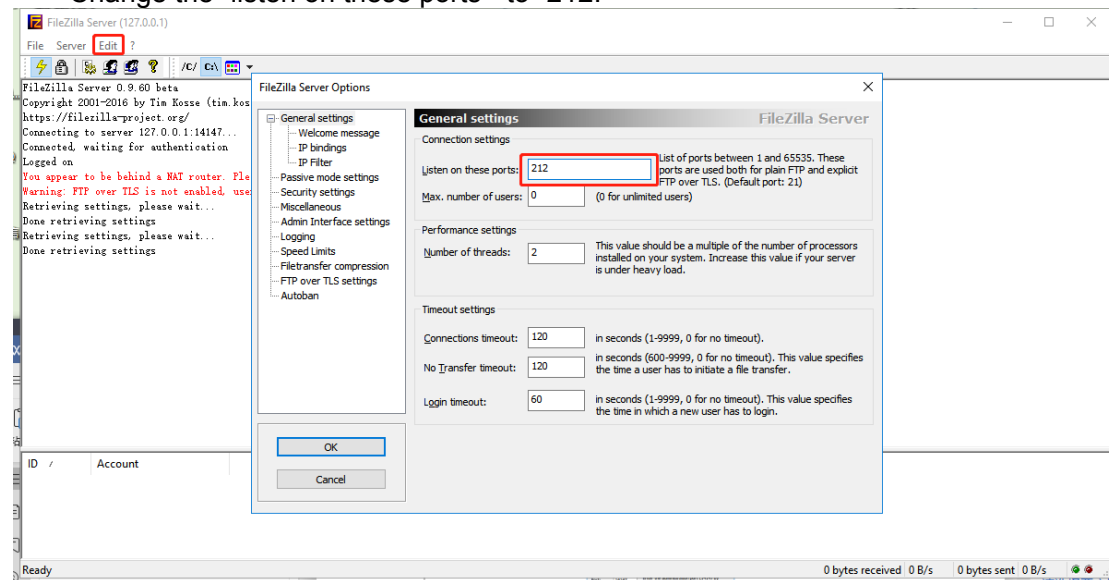 Change the "listen on these ports" to "212.
FileZilla Server (127.0.0.1)
File Server Edit ?
/C/ C:\
FileZilla Server 0.9.60 beta
Copyright 2001-2016 by Tim Kosse (tim.kos
https://filezilla-project.org/
Connecting to server 127.0.0.1:14147...
Connected, waiting for authentication
Logged on
You appear to be behind a NAT router. Ple
Warning: FTP over TLS is not enabled, use
Retrieving settings, please wait...
Done retrieving settings
Retrieving settings, please wait...
Done retrieving settings
FileZilla Server Options
General settings
Welcome message
IP bindings
IP Filter
Passive mode settings
Security settings
Miscellaneous
Admin Interface settings
Logging
Speed Limits
Filetransfer compression
FTP over TLS settings
Autoban
OK
Cancel
General settings
FileZilla Server
Connection settings
Listen on these ports: 212
List of ports between 1 and 65535. These
ports are used both for plain FTP and explicit
FTP over TLS. (Default port: 21)
Max. number of users: 0 (0 for unlimited users)
Performance settings
Number of threads: 2
This value should be a multiple of the number of processors
installed on your system. Increase this value if your server
is under heavy load.
Timeout settings
Connections timeout: 120 in seconds (1-9999, 0 for no timeout).
No Transfer timeout: 120
in seconds (600-9999, 0 for no timeout). This value specifies
the time a user has to initiate a file transfer.
Login timeout: 60
in seconds (1-9999, 0 for no timeout). This value specifies
the time in which a new user has to login.
ID / Account
Ready
0 bytes received 0 B/s 0 bytes sent 0 B/s